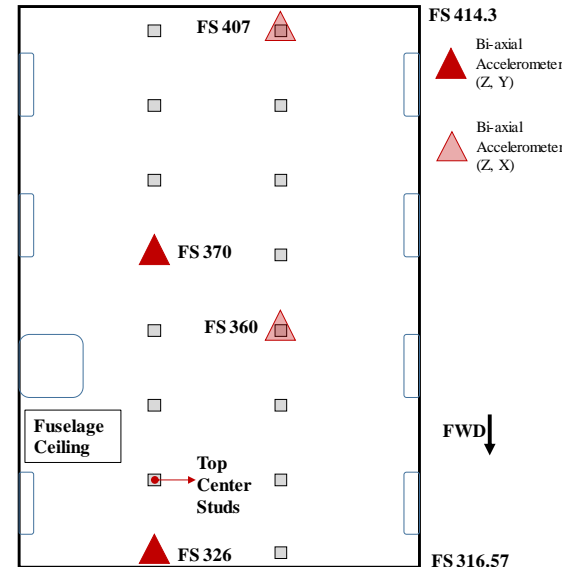 FS 407
FS 414.3
Bi-axial
Accelerometer
(Z, Y)
Bi-axial
Accelerometer
(Z, X)
FS 370
FS 360
Fuselage
Ceiling
FWD
Top
Center
Studs
FS 326
FS 316.57